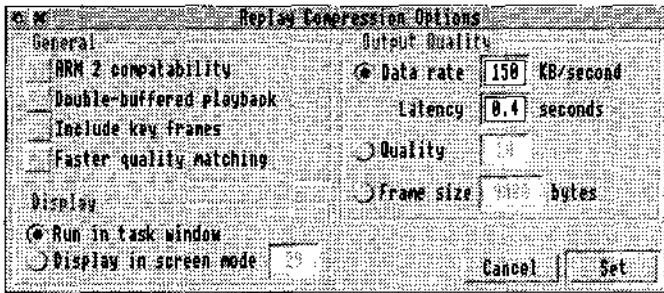 Replay Compression Options
General
ARM 2 compatability
Double-buffered playback
Include key frames
Faster quality matching
Display
Run in task window
Display in screen mode
Output Quality
Data rate 150 KB/second
Latency 0.4 seconds
Quality
Frame size bytes
Cancel Set